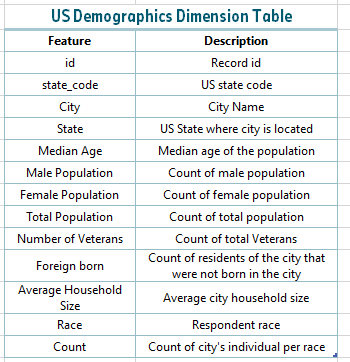 US Demographics Dimension Table
Feature Description
id Record id
state_code US state code
City City Name
State US State where city is located
Median Age Median age of the population
Male Population Count of male population
Female Population Count of female population
Total Population Count of total population
Number of Veterans Count of total Veterans
Foreign born Count of residents of the city that
were not born in the city
Average Household
Size Average city household size
Race Respondent race
Count Count of city's individual per race